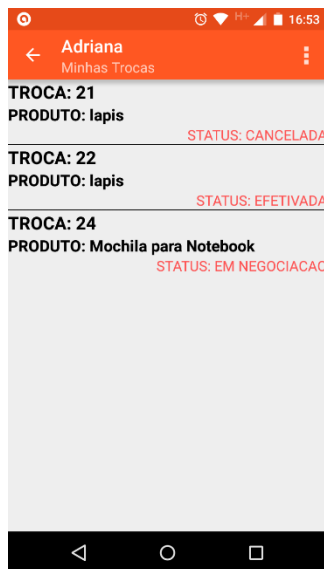 H+ 16:53
Adriana
Minhas Trocas
TROCA: 21
PRODUTO: lapis
STATUS: CANCELADA
TROCA: 22
PRODUTO: lapis
STATUS: EFETIVADA
TROCA: 24
PRODUTO: Mochila para Notebook
STATUS: EM NEGOCIACAO